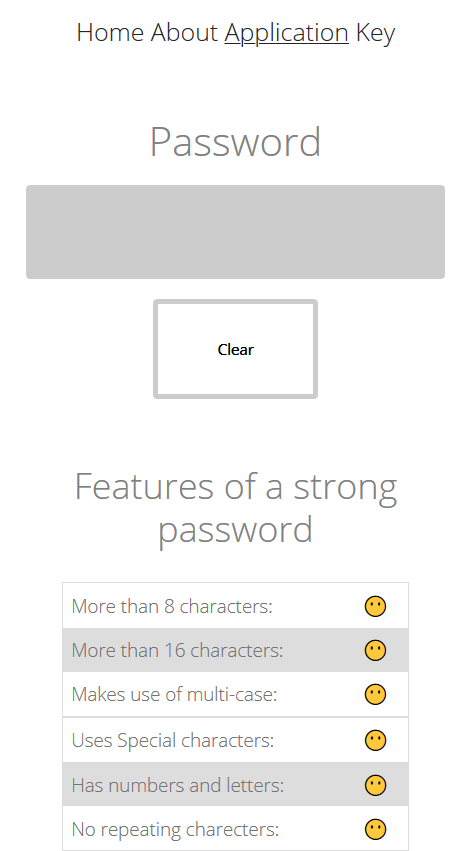 Home About Application Key
Password
Clear
Features of a strong
password
More than 8 characters:
More than 16 characters:
Makes use of multi-case:
Uses Special characters:
Has numbers and letters:
No repeating charecters: